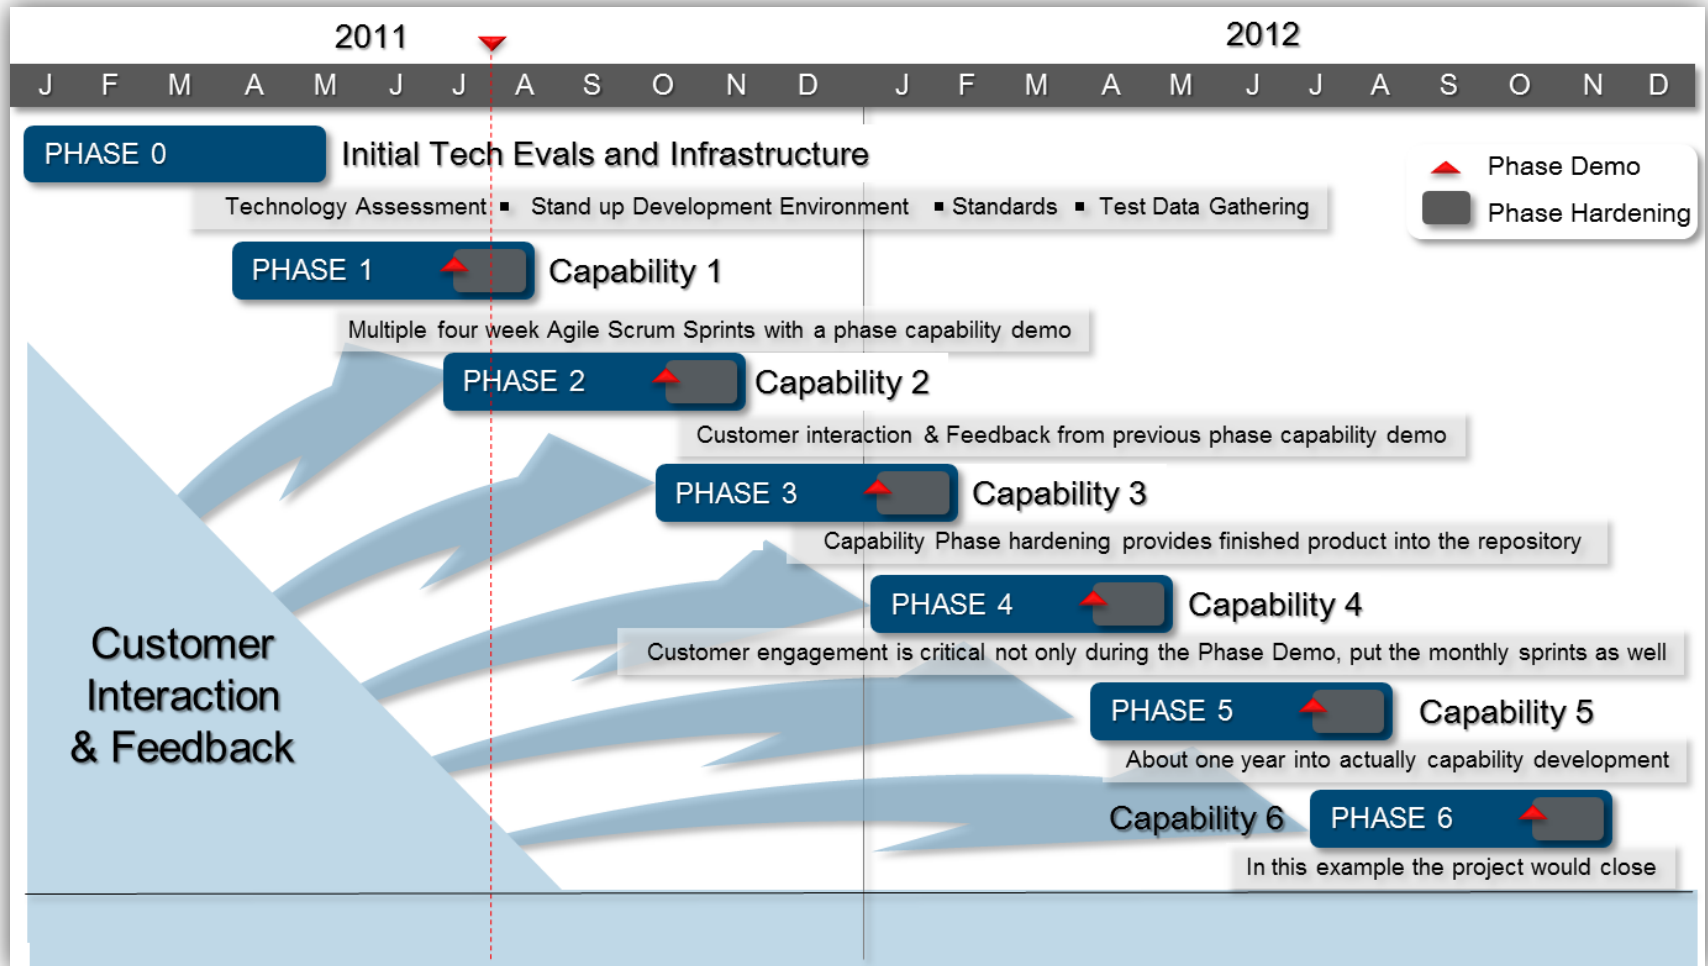 2011
2012
J F M A M J J A S O N D J F M A M J J A S O N D
PHASE 0
Initial Tech Evals and Infrastructure
Phase Demo
Phase Hardening
Technology Assessment ▪ Stand up Development Environment ▪ Standards ▪ Test Data Gathering
PHASE 1
Capability 1
Multiple four week Agile Scrum Sprints with a phase capability demo
PHASE 2
Capability 2
Customer interaction & Feedback from previous phase capability demo
PHASE 3
Capability 3
Capability Phase hardening provides finished product into the repository
PHASE 4
Capability 4
Customer engagement is critical not only during the Phase Demo, put the monthly sprints as well
Customer
Interaction
& Feedback
PHASE 5
Capability 5
About one year into actually capability development
Capability 6
PHASE 6
In this example the project would close